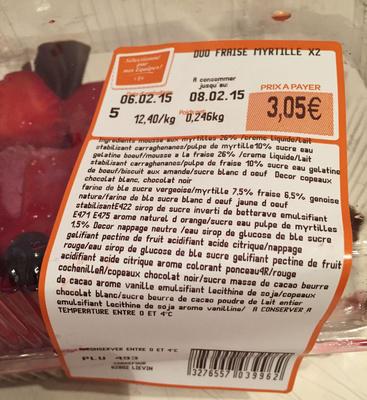 Sélectionné
par
nos Equipes!
DUO FRAISE MYRTILLE X2
A consommer
jusqu'au
PRIX A PAYER
06.02.15
08.02.15
3,05€
5
12,40/kg
0,246kg
Ingredients mousse aux myrtilles 26% /creme liquide/lait
stabilisant carraghenanes/pulpe myrtille10% sucre eau
gelatine boeuf/mousse a la fraise 26% /creme liquide/lait
stabilisant carraghenanes/pulpe fraise 10% sucre eau gelatine
de boeuf/biscuit aux amande/sucre blanc d oeuf Decor copeaux
chocolat blanc, chocolat noir
farine de ble sucre vergeoise/myrtille 7,5% fraise 6,5% genoise
nature/farine de ble sucre blanc d oeuf jaune d oeuf
stabilisantE422 sirop de sucre inverti de betterave emulsifiant
E471 E475 arome naturel d orange/sucre eau pulpe de myrtilles
1,5% Decor nappage neutre /eau sirop de glucose de ble sucre
gelifiant pectine de fruit acidifiant acide citrique/nappage
rouge/eau sirop de glucose de ble sucre gelifiant pectine de fruit
acidifiant acide citrique arome colorant ponceau4R/rouge
cochenilleA/copeaux chocolat noir/sucre masse de cacao beurre
de cacao arome vanille emulsifiant lecithine de soja/copeaux
chocolat blanc/sucre beurre de cacao poudre de lait entier
emulsifiant lecithine de soja arome vanilline/ A CONSERVER A
TEMPERATURE ENTRE 0 ET 4°C
A CONSERVER ENTRE 0 ET 4°C
PLU 493
CARREFOUR
62802 LIEVIN
3276557039962